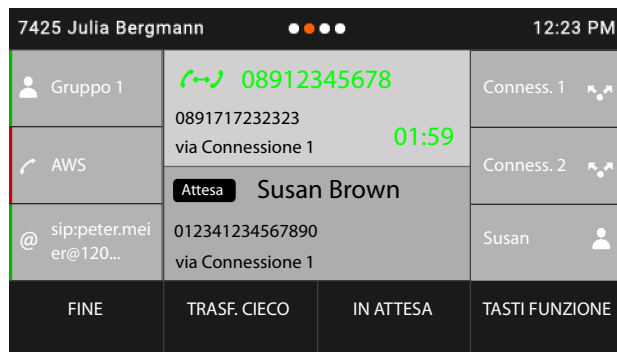 7425 Julia Bergmann
12:23 PM
Gruppo 1
AWS
@ sip:peter.mei
er@120...
08912345678
0891717232323
via Connessione 1
01:59
Attesa Susan Brown
012341234567890
via Connessione 1
Conness. 1
Conness. 2
Susan
FINE
TRASF. CIECO
IN ATTESA
TASTI FUNZIONE